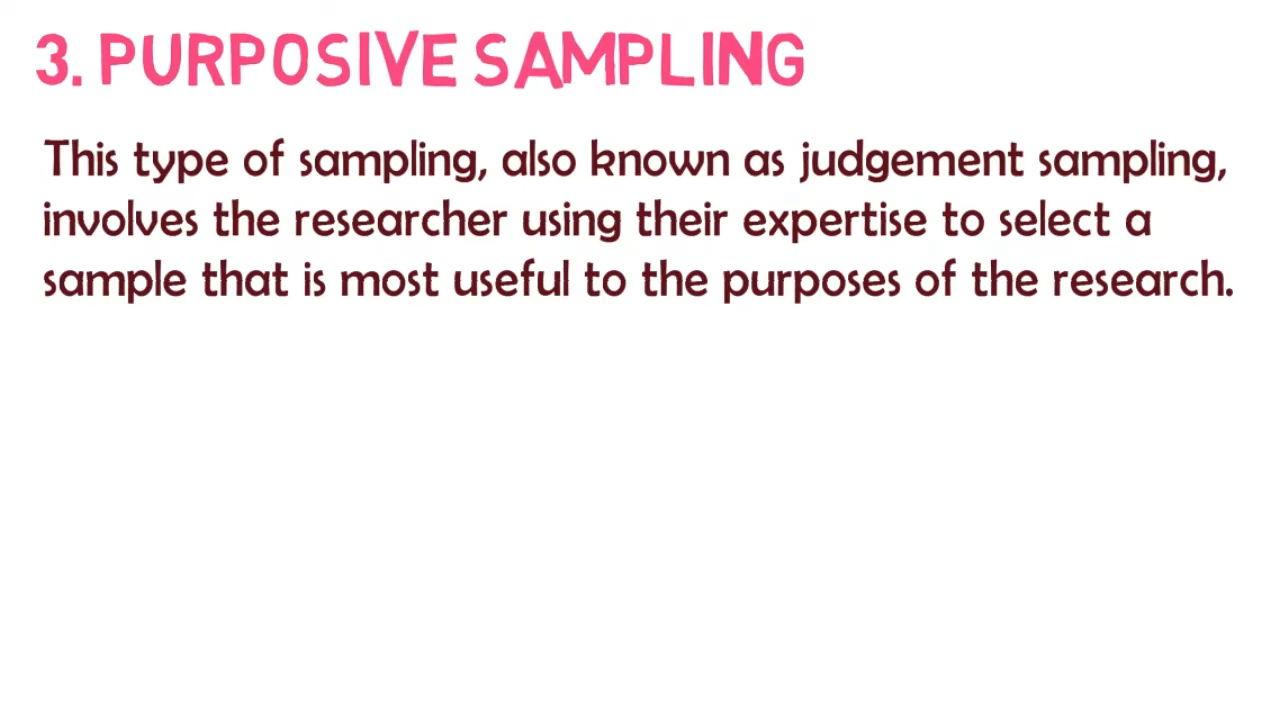 3. PURPOSIVE SAMPLING
This type of sampling, also known as judgement sampling,
involves the researcher using their expertise to select a
sample that is most useful to the purposes of the research.